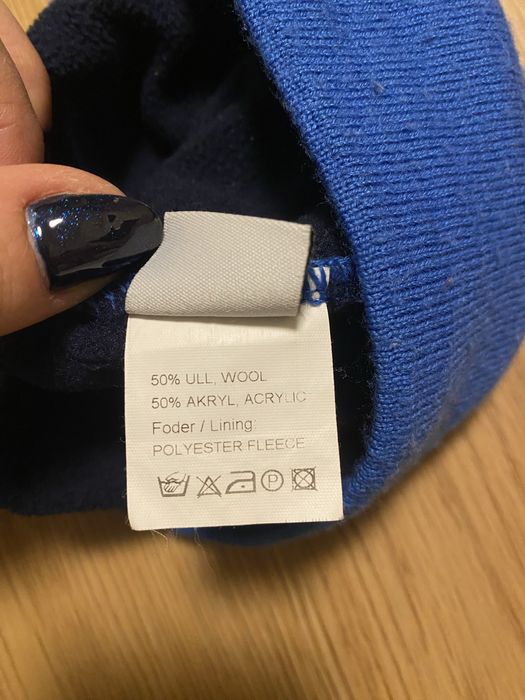 50% ULL, WOOL
50% AKRYL, ACRYLIC
Foder / Lining:
POLYESTER FLEECE
P